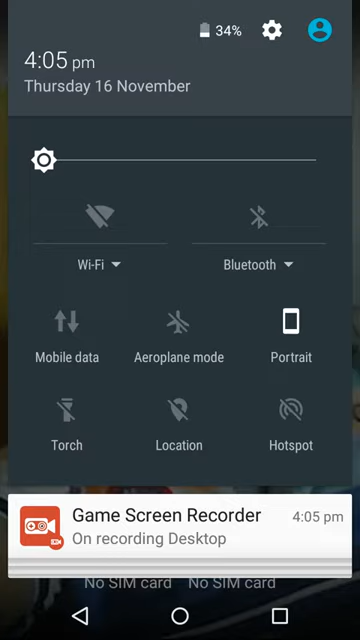 34%
4:05 pm
Thursday 16 November
Wi-Fi Bluetooth
Mobile data Aeroplane mode Portrait
Torch Location Hotspot
Game Screen Recorder 4:05 pm
On recording Desktop
No SIM card No SIM card